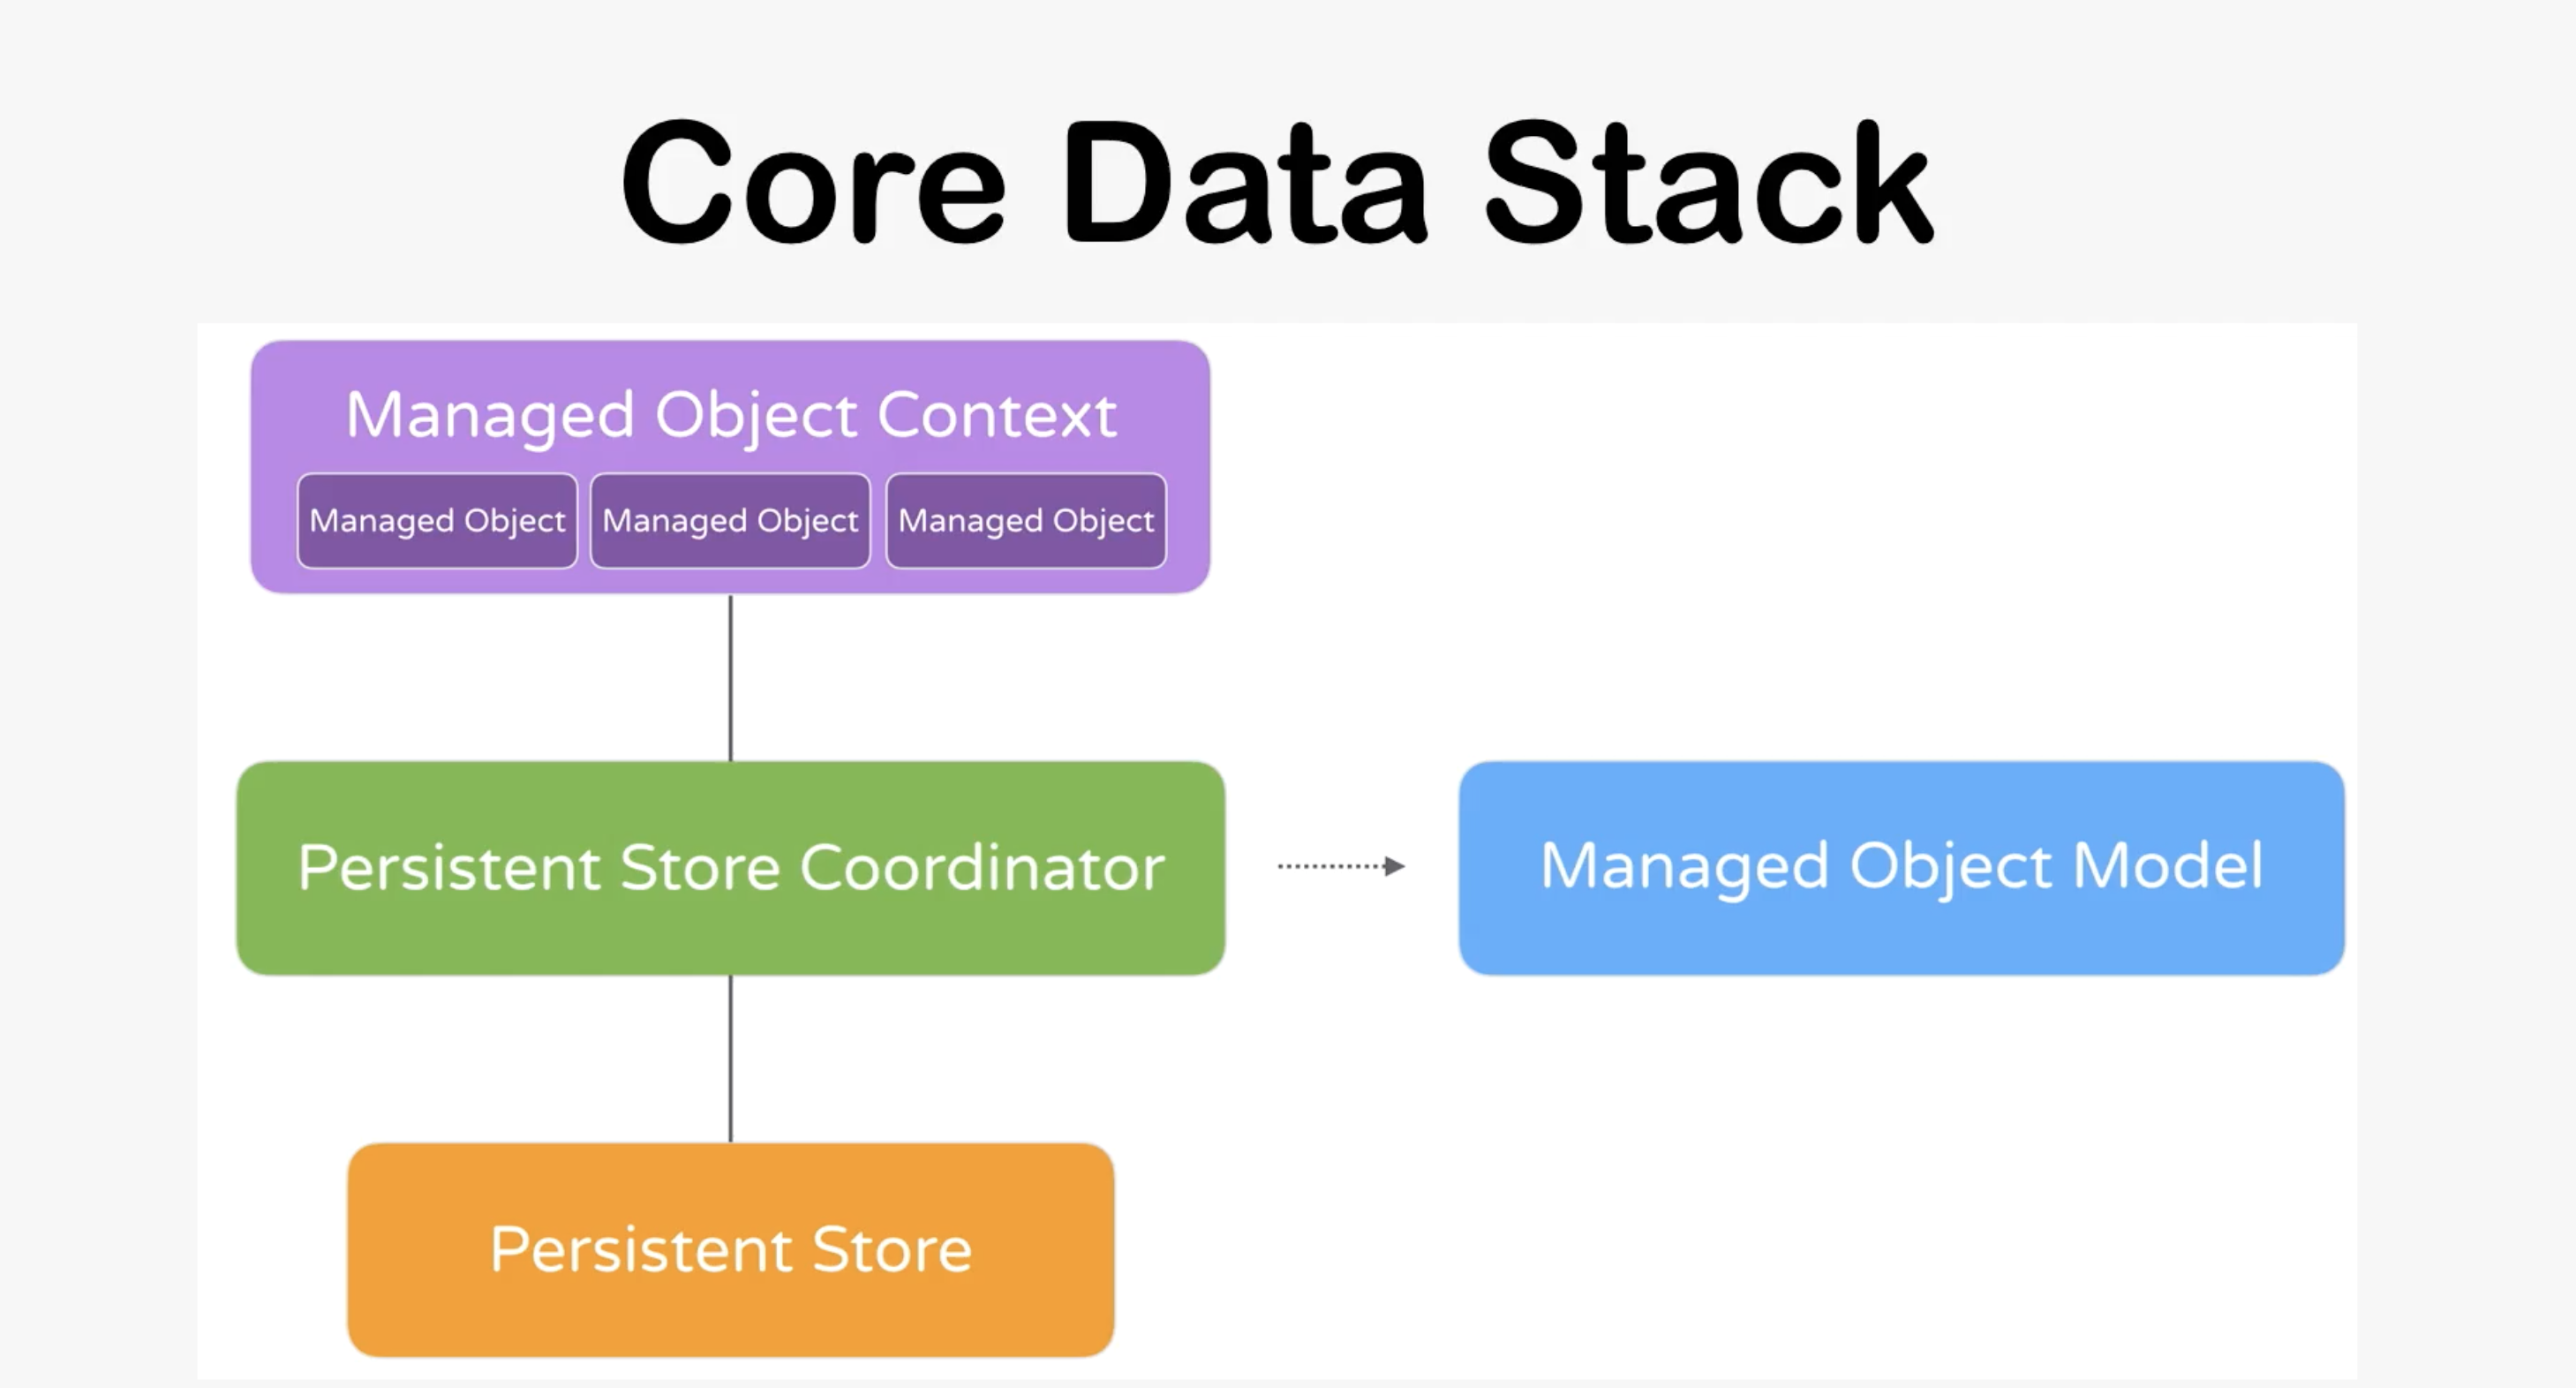 Core Data Stack
Managed Object Context
Managed Object
Managed Object
Managed Object
Persistent Store Coordinator
Managed Object Model
Persistent Store